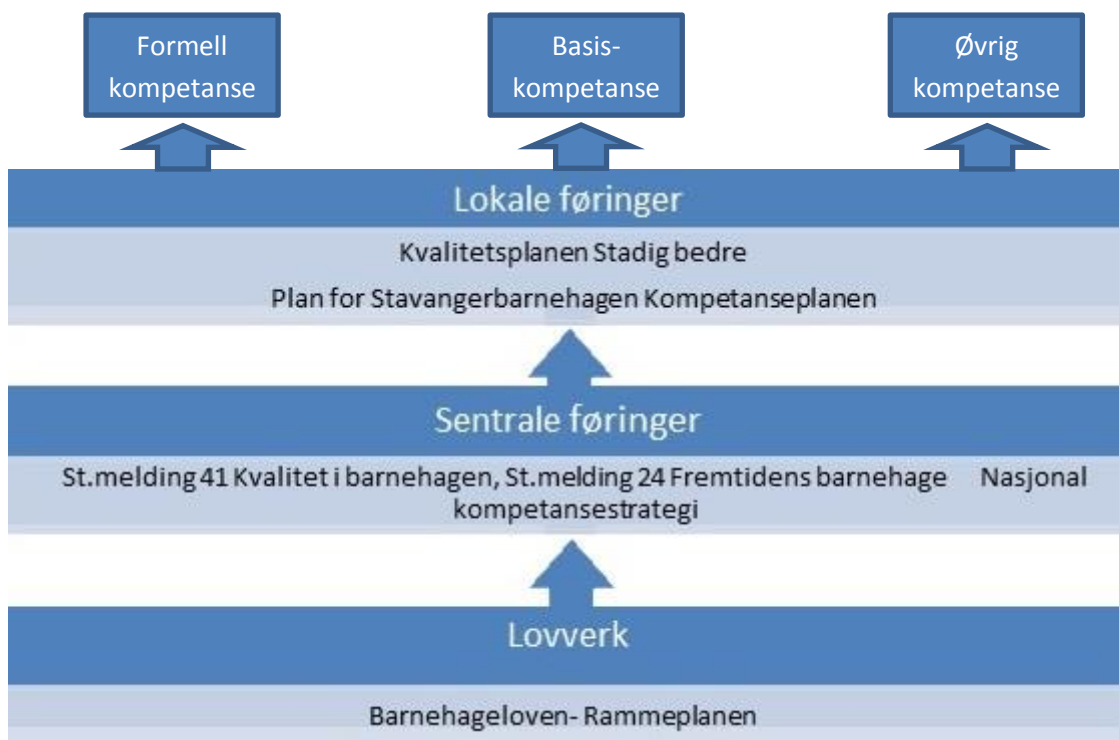 Formell
kompetanse
Basis-
kompetanse
Øvrig
kompetanse
Lokale føringer
Kvalitetsplanen Stadig bedre
Plan for Stavangerbarnehagen Kompetanseplanen
Sentrale føringer
St.melding 41 Kvalitet i barnehagen, St.melding 24 Fremtidens barnehage Nasjonal
kompetansestrategi
Lovverk
Barnehageloven- Rammeplanen